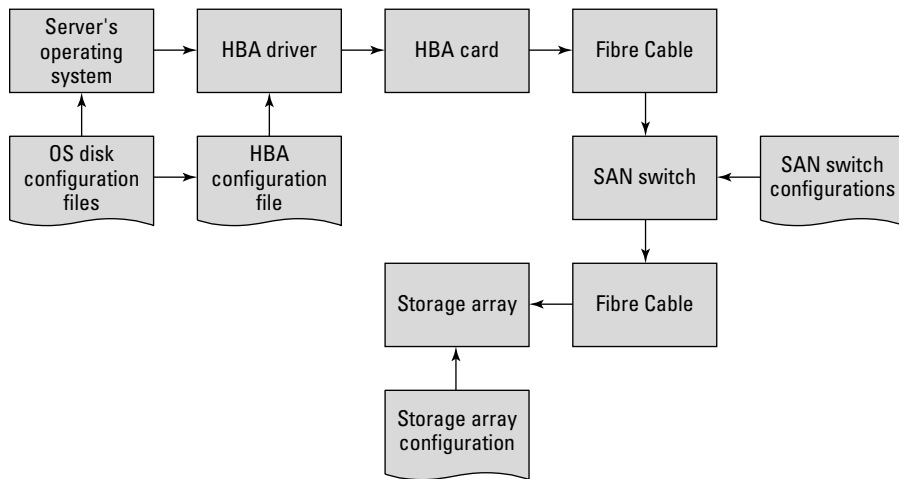 Server's
operating
system
HBA driver
HBA card
Fibre Cable
OS disk
configuration
files
HBA
configuration
file
SAN switch
SAN switch
configurations
Storage array
Fibre Cable
Storage array
configuration